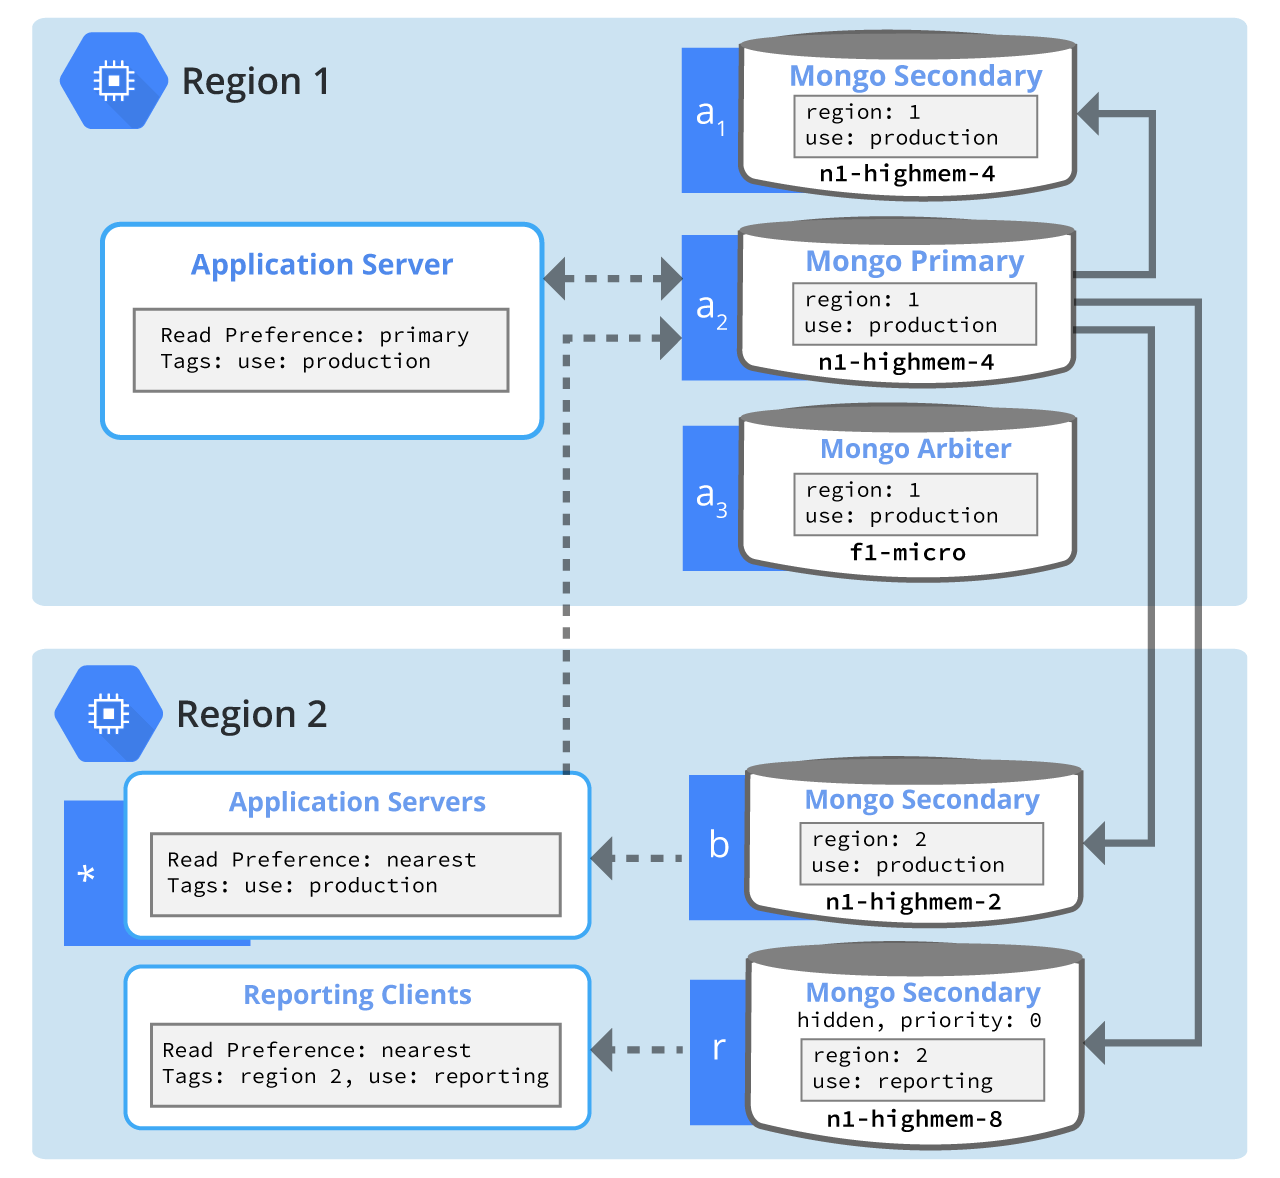 Region 1
a1
Mongo Secondary
region: 1
use: production
n1-highmem-4
Application Server
Read Preference: primary
Tags: use: production
a2
Mongo Primary
region: 1
use: production
n1-highmem-4
a3
Mongo Arbiter
region: 1
use: production
f1-micro
Region 2
*
Application Servers
Read Preference: nearest
Tags: use: production
b
Mongo Secondary
region: 2
use: production
n1-highmem-2
Reporting Clients
Read Preference: nearest
Tags: region 2, use: reporting
r
Mongo Secondary
hidden, priority: 0
region: 2
use: reporting
n1-highmem-8